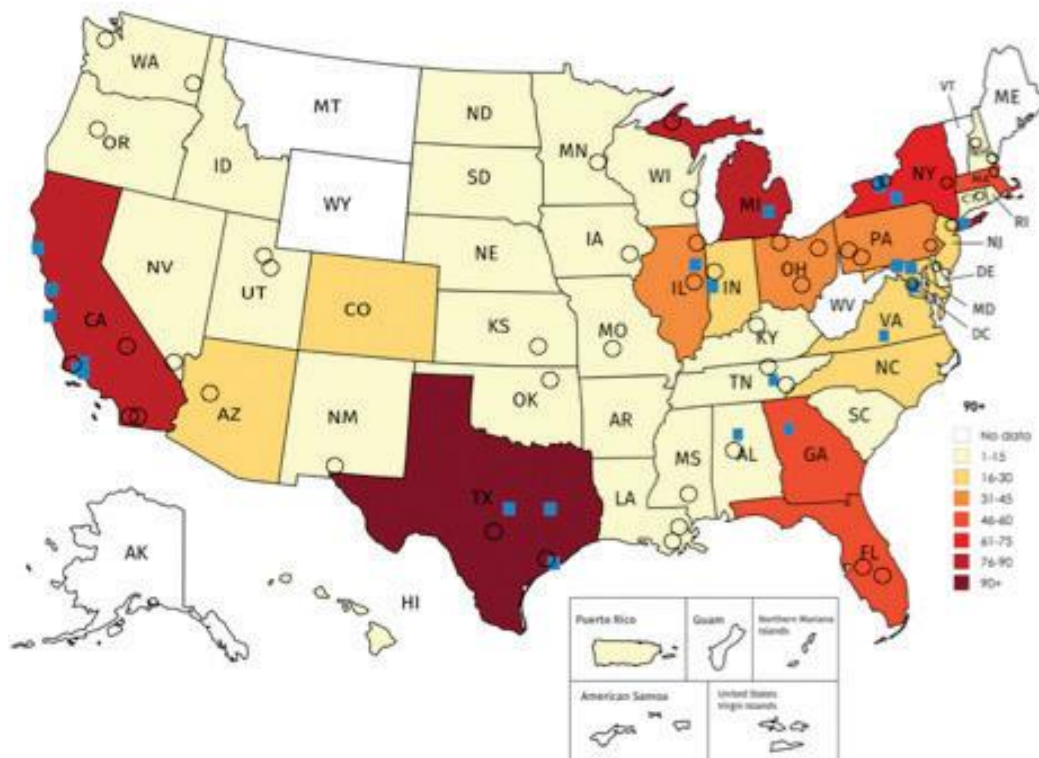 WA
MT
ND
MN
VT
ME
OR
ID
SD
WI
MI
NY
WY
RI
NE
IA
PA
NJ
NV
UT
CO
IL
IN
OH
DE
MD
DC
CA
KS
MO
WV
VA
KY
AZ
NM
OK
TN
NC
AR
SC
MS
AL
GA
TX
LA
FL
AK
HI
90+
No data
1-15
16-30
31-45
46-60
61-75
76-90
90+
Puerto Rico
Guam
Northern Mariana
Islands
American Samoa
United States
Virgin Islands